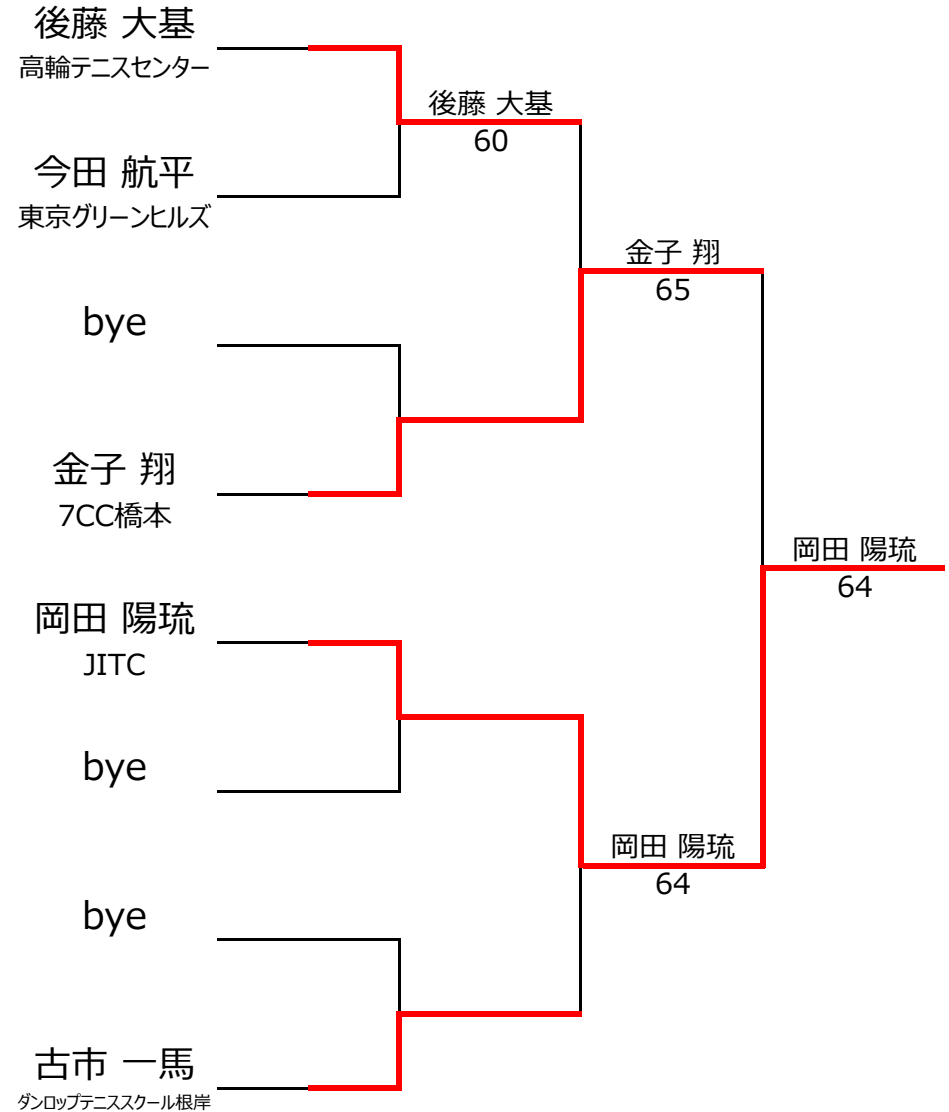 後藤 大基
高輪テニスセンター
後藤 大基
60
今田 航平
東京グリーンヒルズ
金子 翔
65
bye
金子 翔
7CC橋本
岡田 陽琉
64
岡田 陽琉
JITC
bye
岡田 陽琉
64
bye
古市 一馬
ダンロップテニススクール根岸